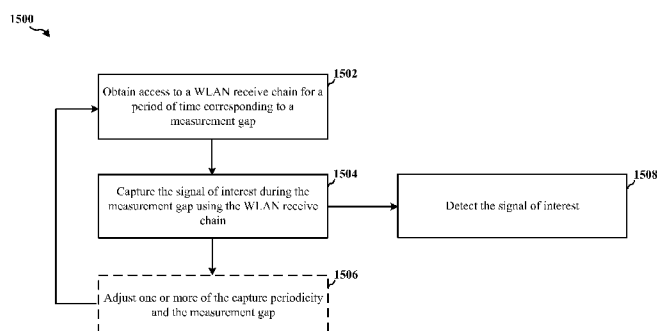 1500
1502
Obtain access to a WLAN receive chain for a
period of time corresponding to a
measurement gap
1504
Capture the signal of interest during the
measurement gap using the WLAN receive
chain
1508
Detect the signal of interest
1506
Adjust one or more of the capture periodicity
and the measurement gap